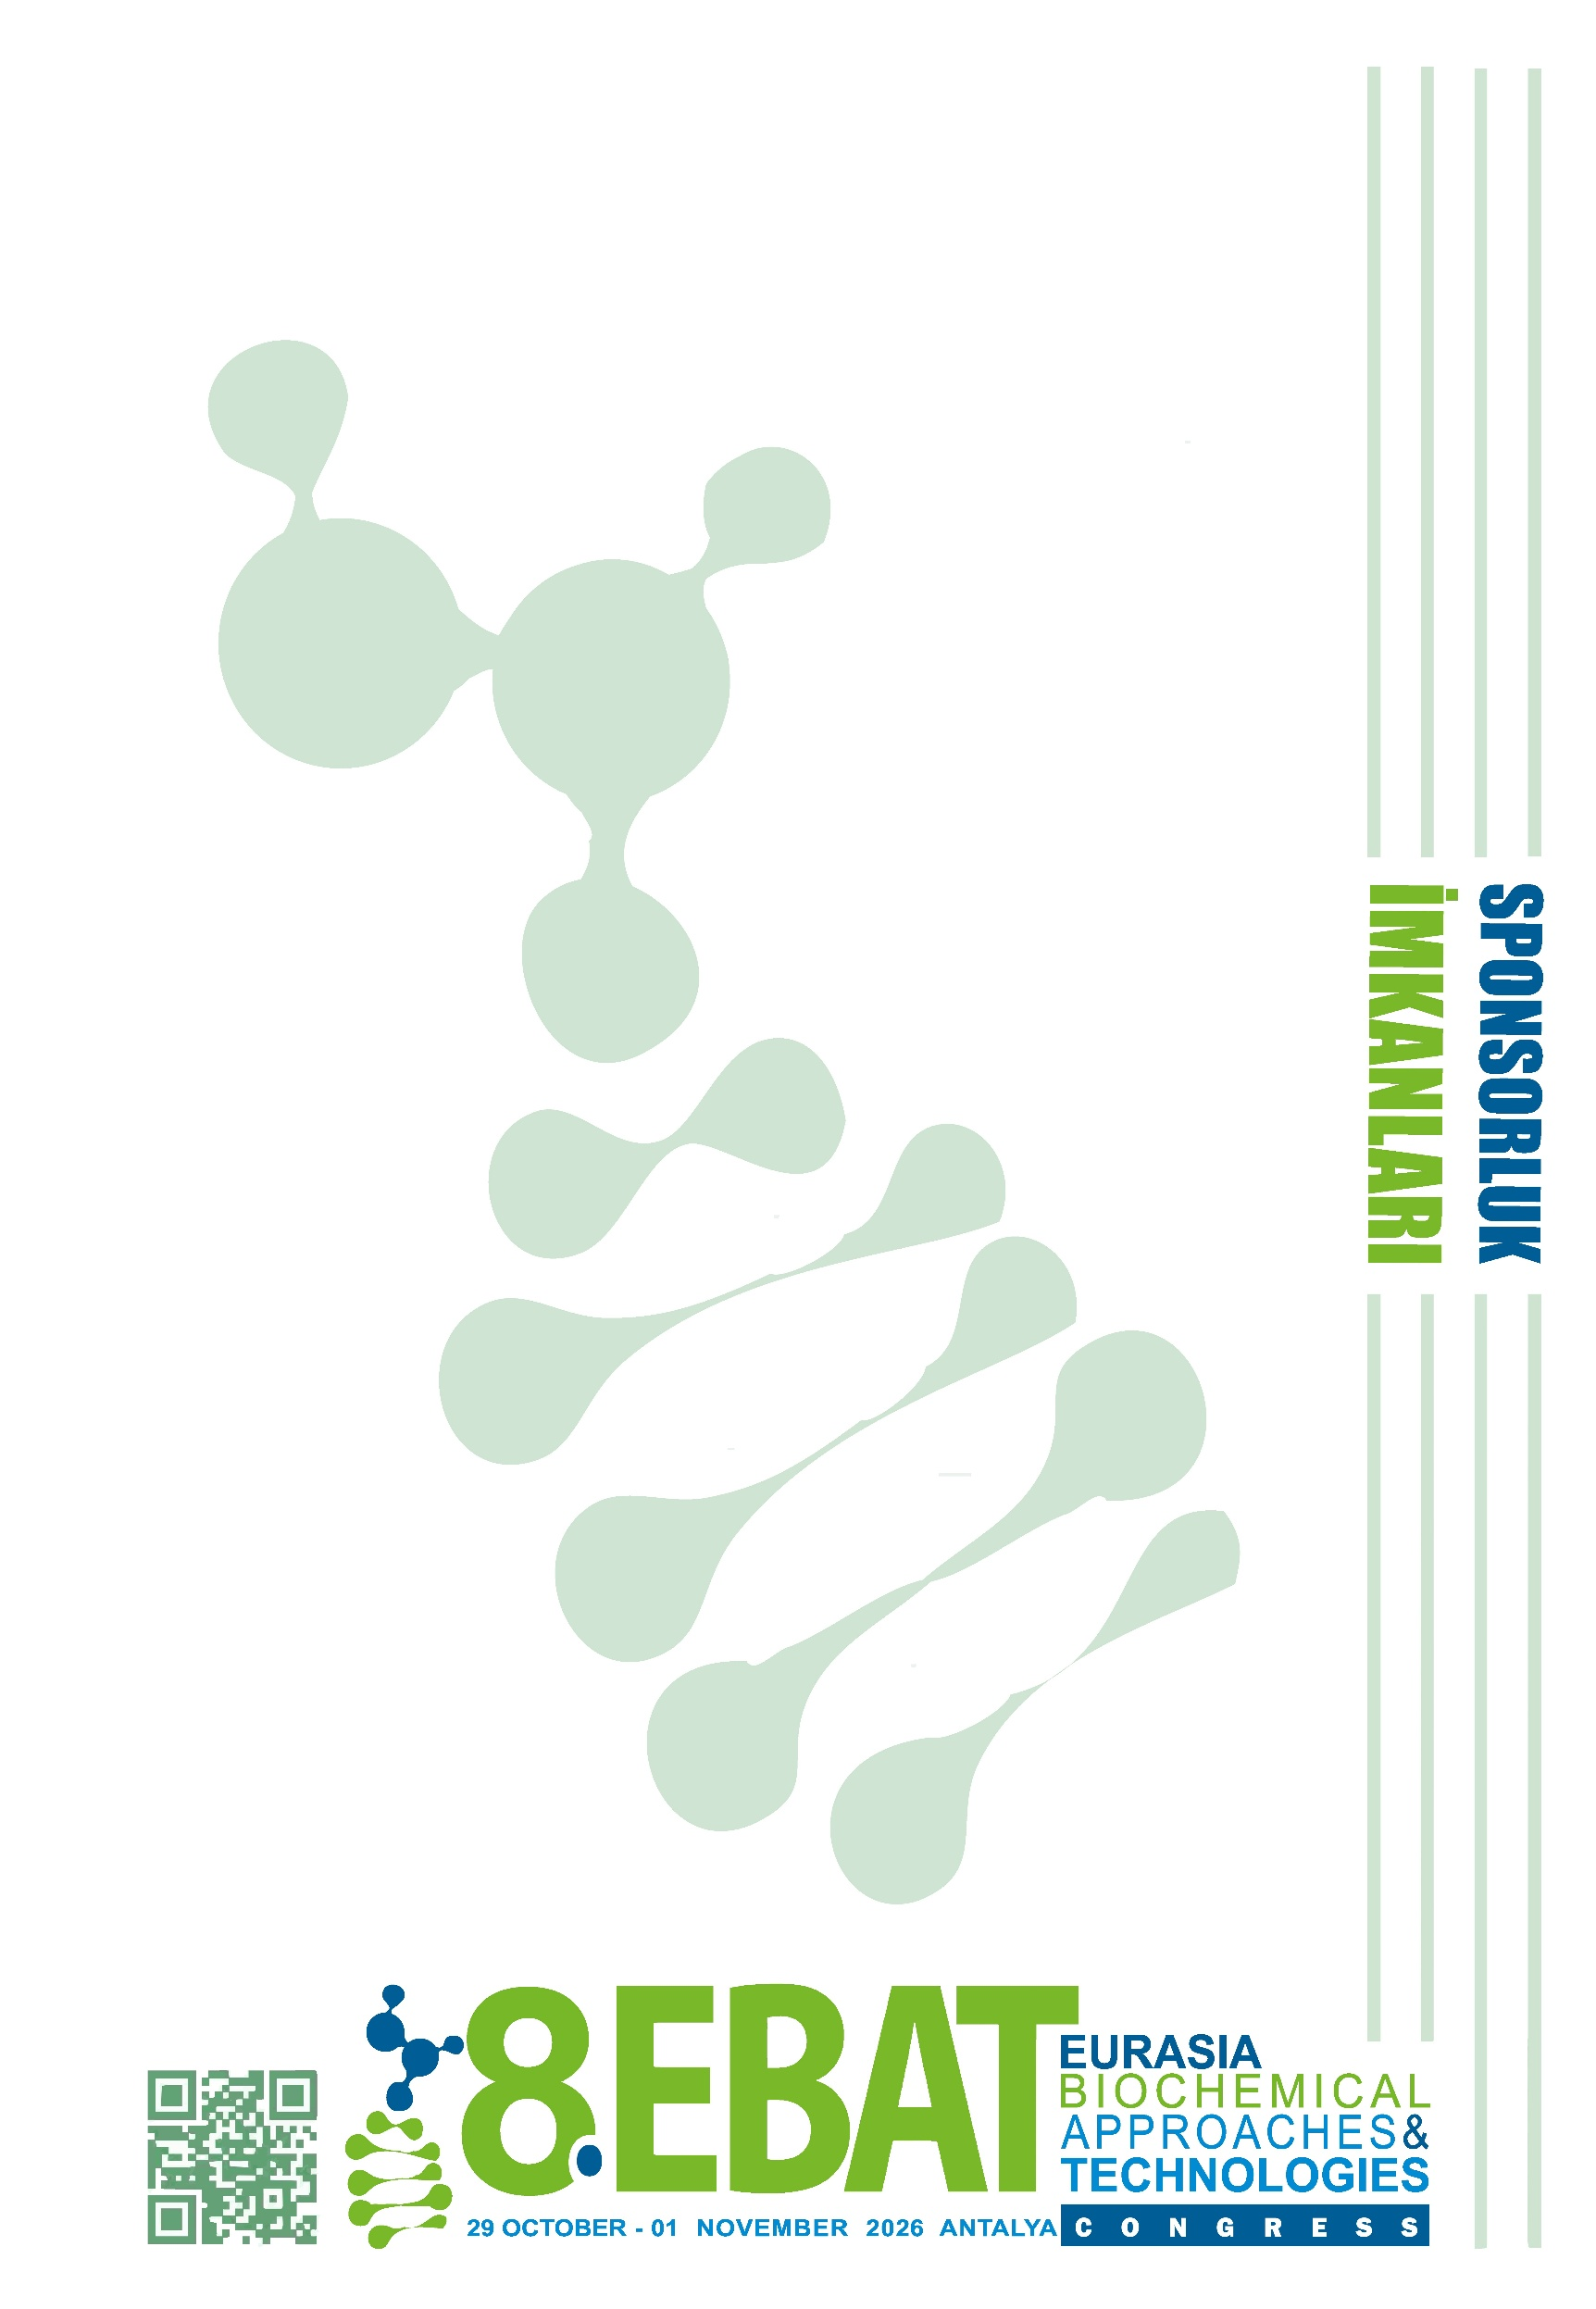 SPONSORLUK
İMKANLARI
8.EBAT
EURASIA
BIOCHEMICAL
APPROACHES&
TECHNOLOGIES
29 OCTOBER - 01 NOVEMBER 2026 ANTALYA
CONGRESS